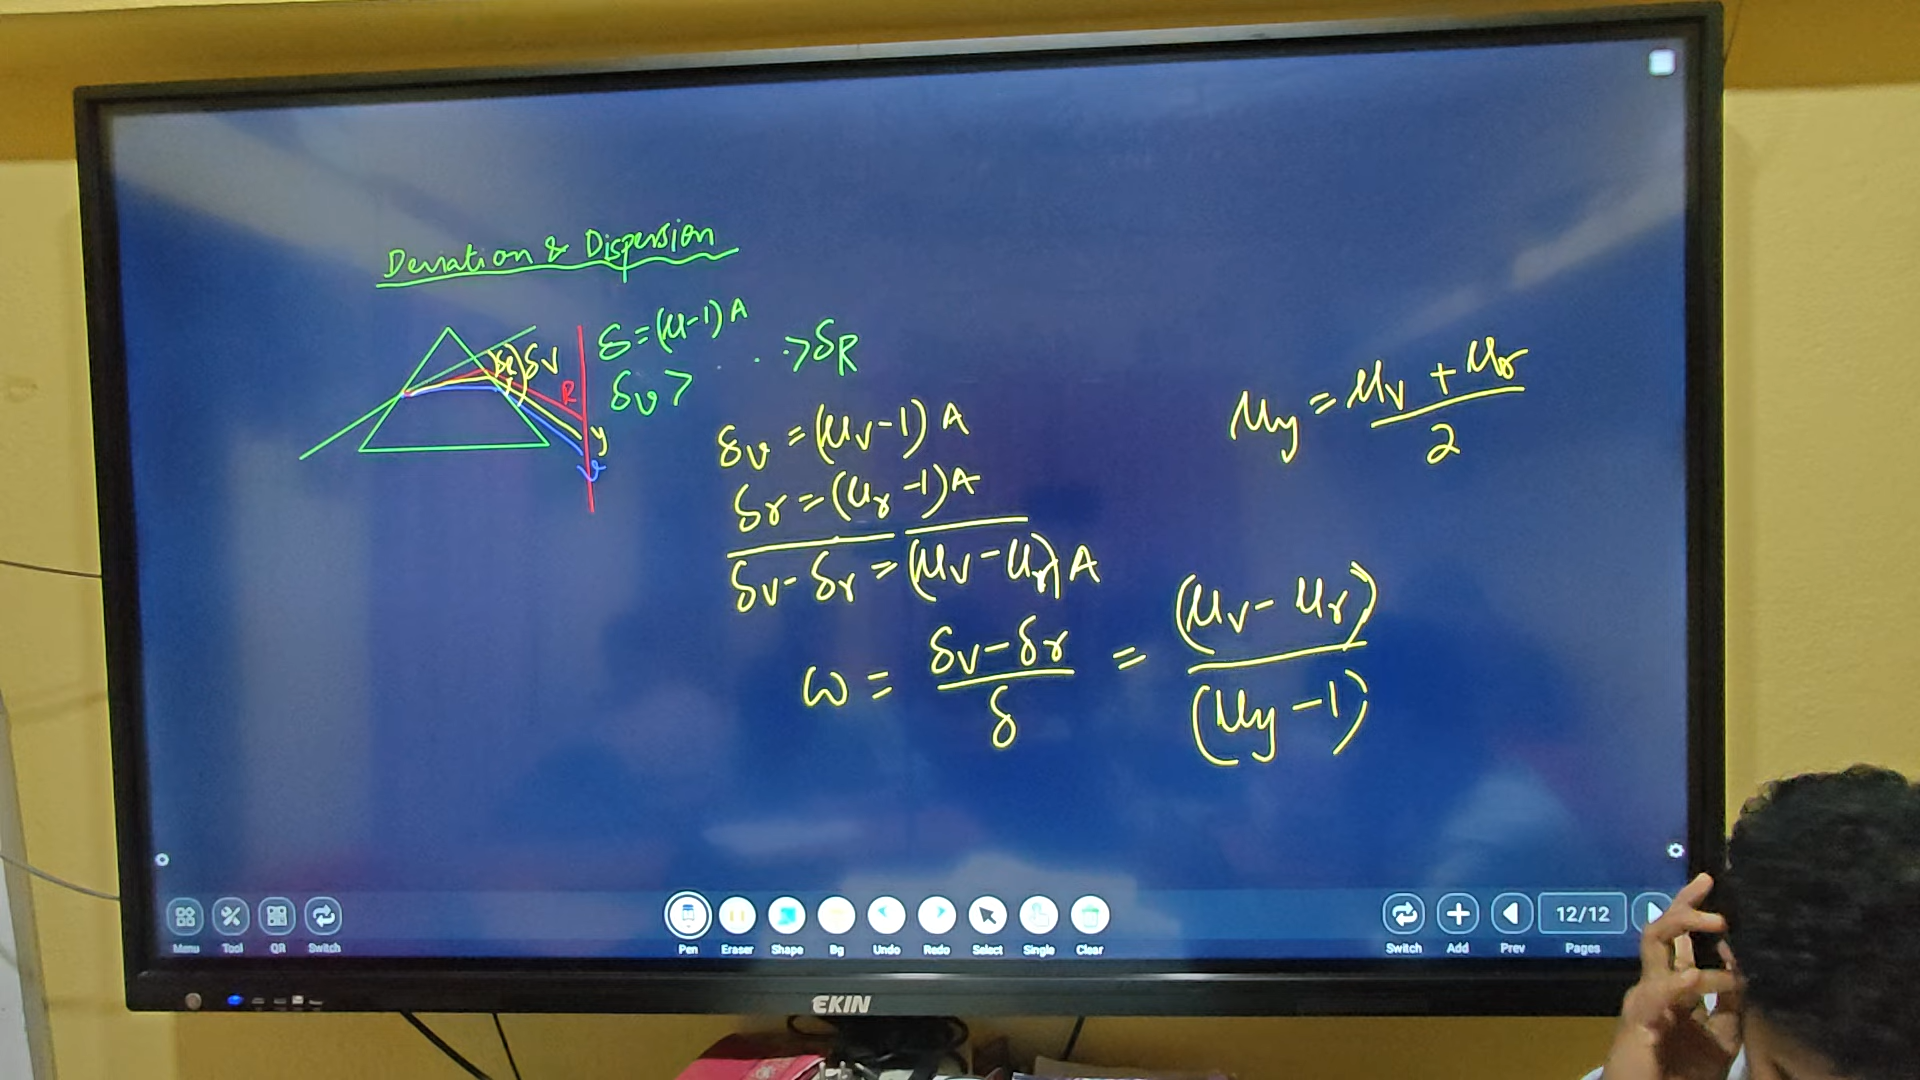 Deviation & Dispersion
δ = (μ-1) A
δv > . . > δR
δR δv
R
y
v
δv = (μv-1) A
δr = (μr-1) A
δv - δr = (μv - μr) A
ω = (δv - δr)/δ = (μv - μr)/(μy - 1)
μy = (μv + μr)/2
Menu Tool QR Switch
Pen Eraser Shape Bg Undo Redo Select Single Clear
Switch Add Prev 12/12 Pages
EKIN